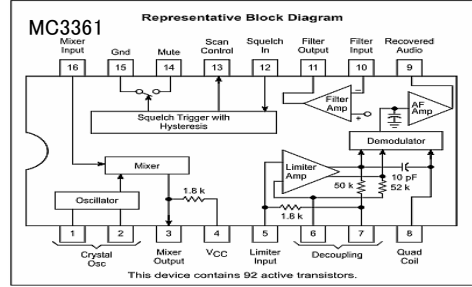 Representative Block Diagram
MC3361
Mixer Input
Gnd
Mute
Scan Control
Squelch In
Filter Output
Filter Input
Recovered Audio
16
15
14
13
12
11
10
9
Filter Amp
AF Amp
Squelch Trigger with Hysteresis
Demodulator
Mixer
Limiter Amp
10 pF
1.8 k
50 k
52 k
Oscillator
1.8 k
1
2
3
4
5
6
7
8
Crystal Osc
Mixer Output
VCC
Limiter Input
Decoupling
Quad Coil
This device contains 92 active transistors.